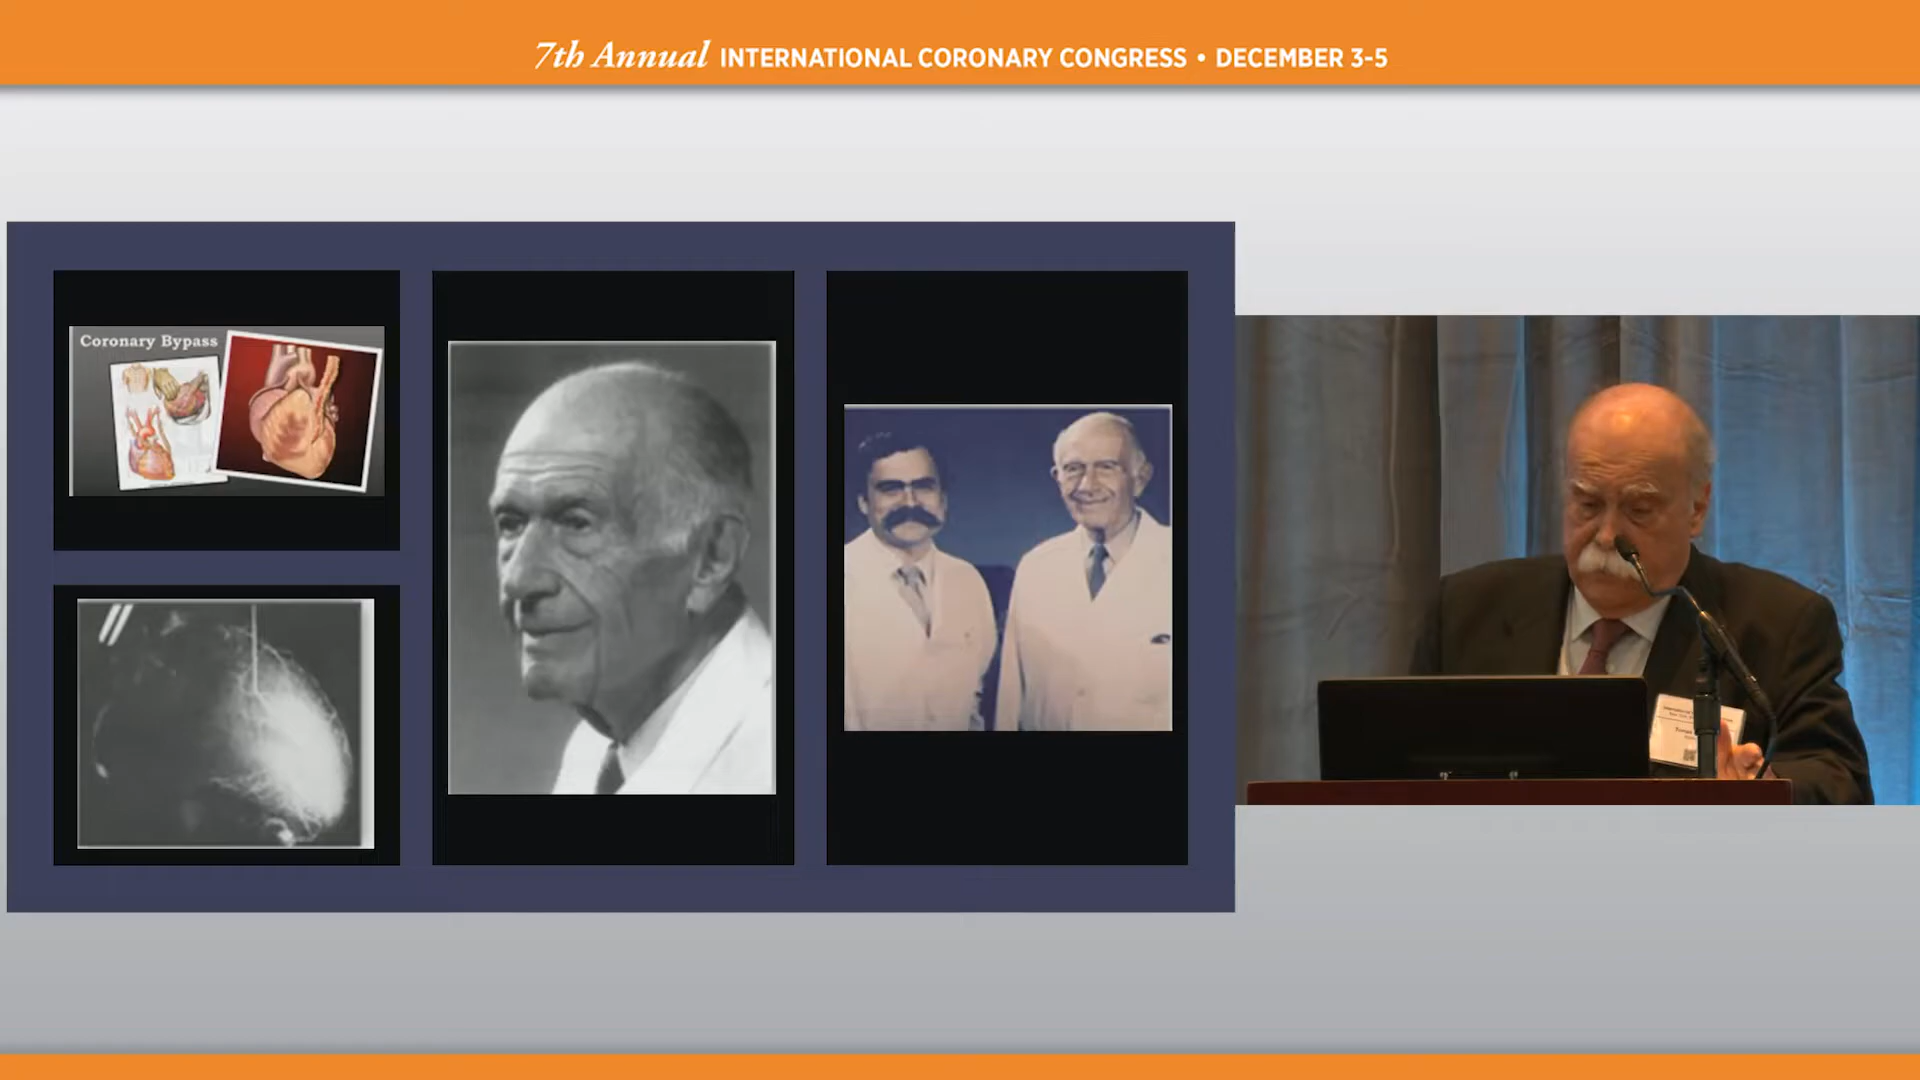 7th Annual INTERNATIONAL CORONARY CONGRESS • DECEMBER 3-5
Coronary Bypass